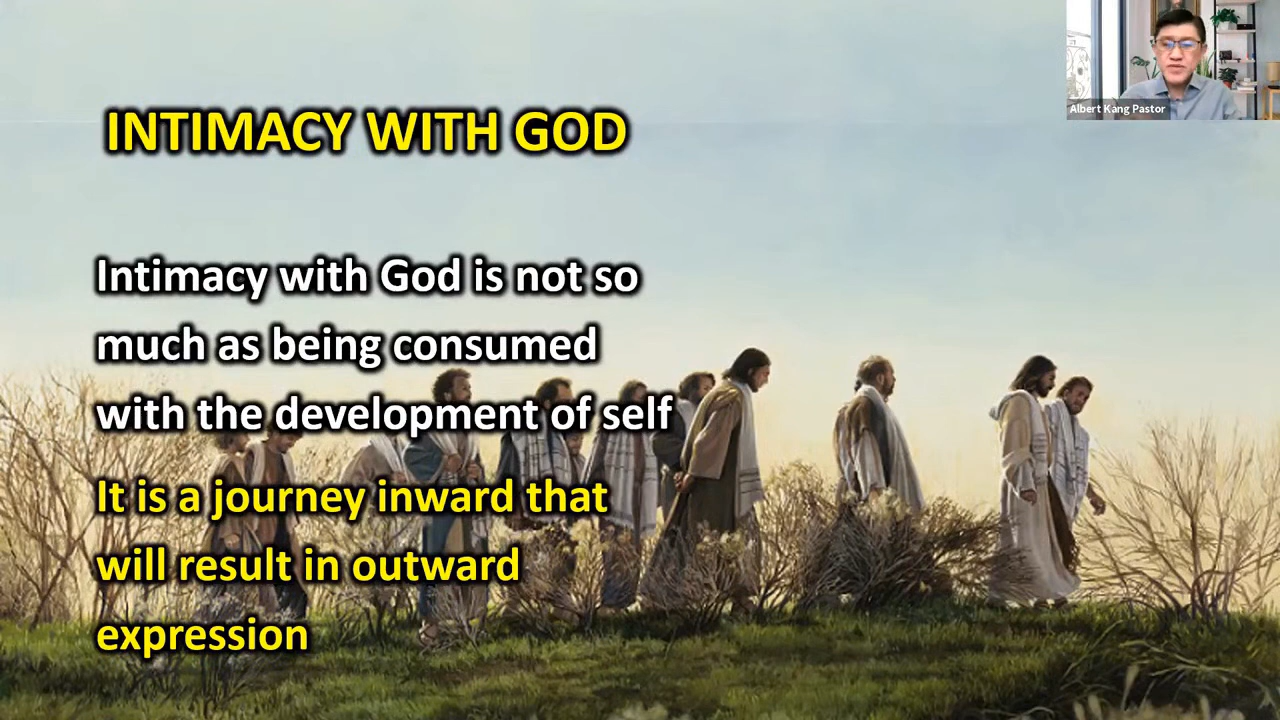 Albert Kang Pastor
INTIMACY WITH GOD
Intimacy with God is not so
much as being consumed
with the development of self
It is a journey inward that
will result in outward
expression